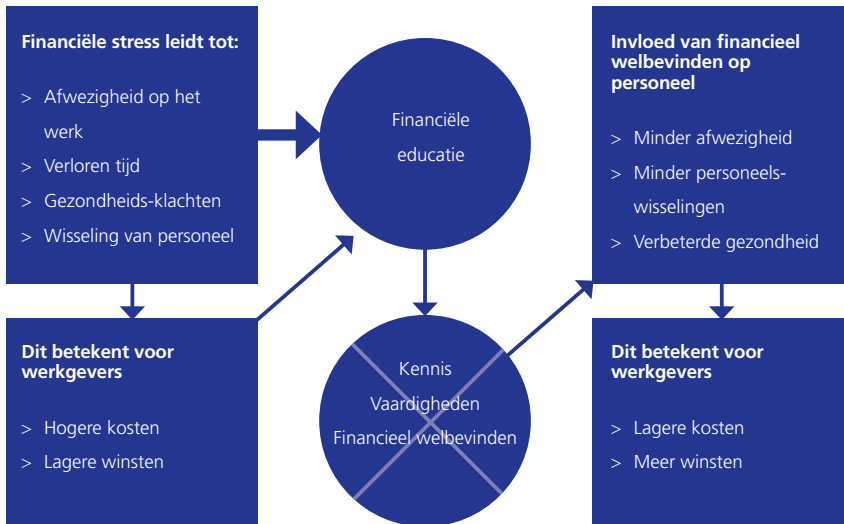 Financiële stress leidt tot:
> Afwezigheid op het
werk
> Verloren tijd
> Gezondheids-klachten
> Wisseling van personeel
Dit betekent voor
werkgevers
> Hogere kosten
> Lagere winsten
Financiële
educatie
Kennis
Vaardigheden
Financieel welbevinden
Invloed van financieel
welbevinden op
personeel
> Minder afwezigheid
> Minder personeels-
wisselingen
> Verbeterde gezondheid
Dit betekent voor
werkgevers
> Lagere kosten
> Meer winsten